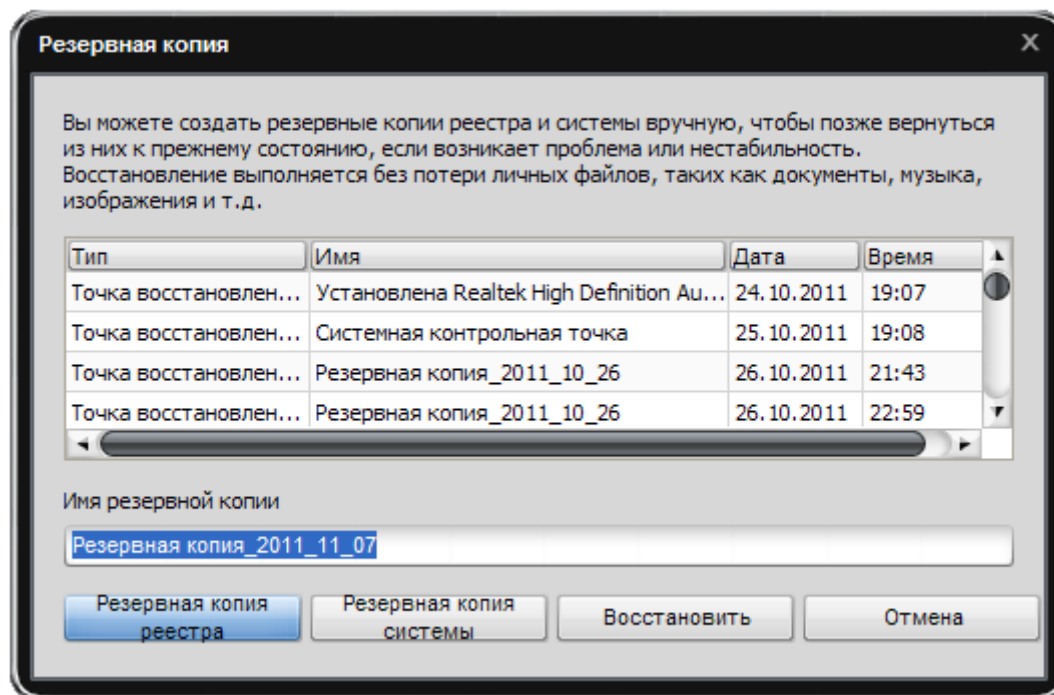 Резервная копия
Вы можете создать резервные копии реестра и системы вручную, чтобы позже вернуться
из них к прежнему состоянию, если возникает проблема или нестабильность.
Восстановление выполняется без потери личных файлов, таких как документы, музыка,
изображения и т.д.
Тип Имя Дата Время
Точка восстановлен... Установлена Realtek High Definition Au... 24.10.2011 19:07
Точка восстановлен... Системная контрольная точка 25.10.2011 19:08
Точка восстановлен... Резервная копия_2011_10_26 26.10.2011 21:43
Точка восстановлен... Резервная копия_2011_10_26 26.10.2011 22:59
Имя резервной копии
Резервная копия_2011_11_07
Резервная копия
реестра
Резервная копия
системы
Восстановить
Отмена